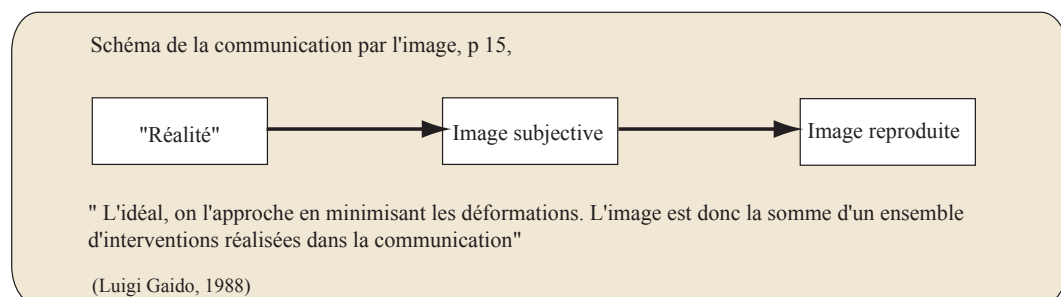 Schéma de la communication par l'image, p 15,
"Réalité"
Image subjective
Image reproduite
" L'idéal, on l'approche en minimisant les déformations. L'image est donc la somme d'un ensemble
d'interventions réalisées dans la communication"
(Luigi Gaido, 1988)